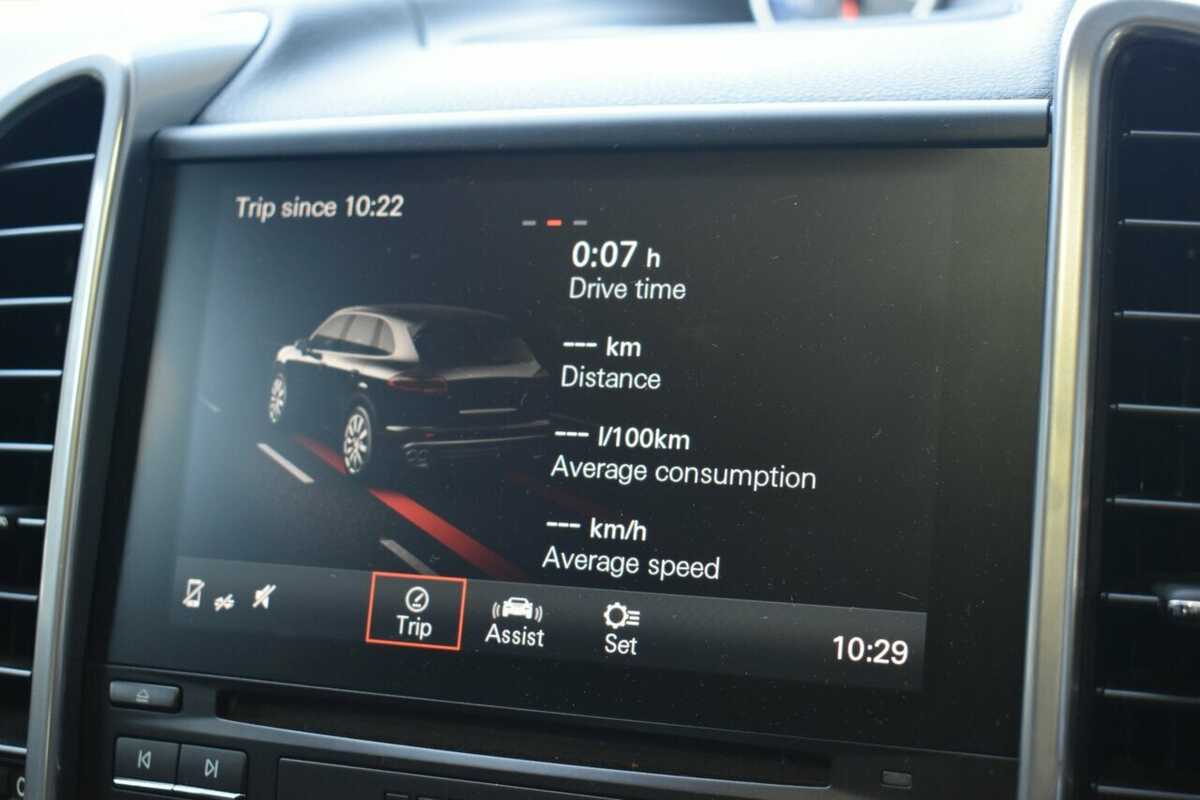 Trip since 10:22
0:07 h
Drive time
--- km
Distance
--- l/100km
Average consumption
--- km/h
Average speed
Trip
Assist
Set
10:29